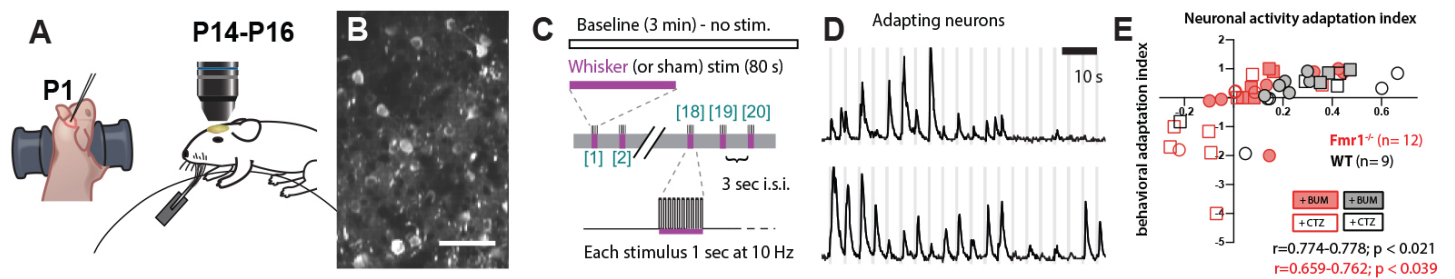 A
P14-P16
P1
B
C
Baseline (3 min) - no stim.
Whisker (or sham) stim (80 s)
[18] [19] [20]
[1] [2]
3 sec i.s.i.
Each stimulus 1 sec at 10 Hz
D
Adapting neurons
10 s
E
Neuronal activity adaptation index
behavioral adaptation index
2
1
0
-1
-2
-3
-4
-5
-0.2
0.2
0.4
0.6
Fmr1-/- (n= 12)
WT (n= 9)
+ BUM
+ BUM
+ CTZ
+ CTZ
r=0.774-0.778; p < 0.021
r=0.659-0.762; p < 0.039